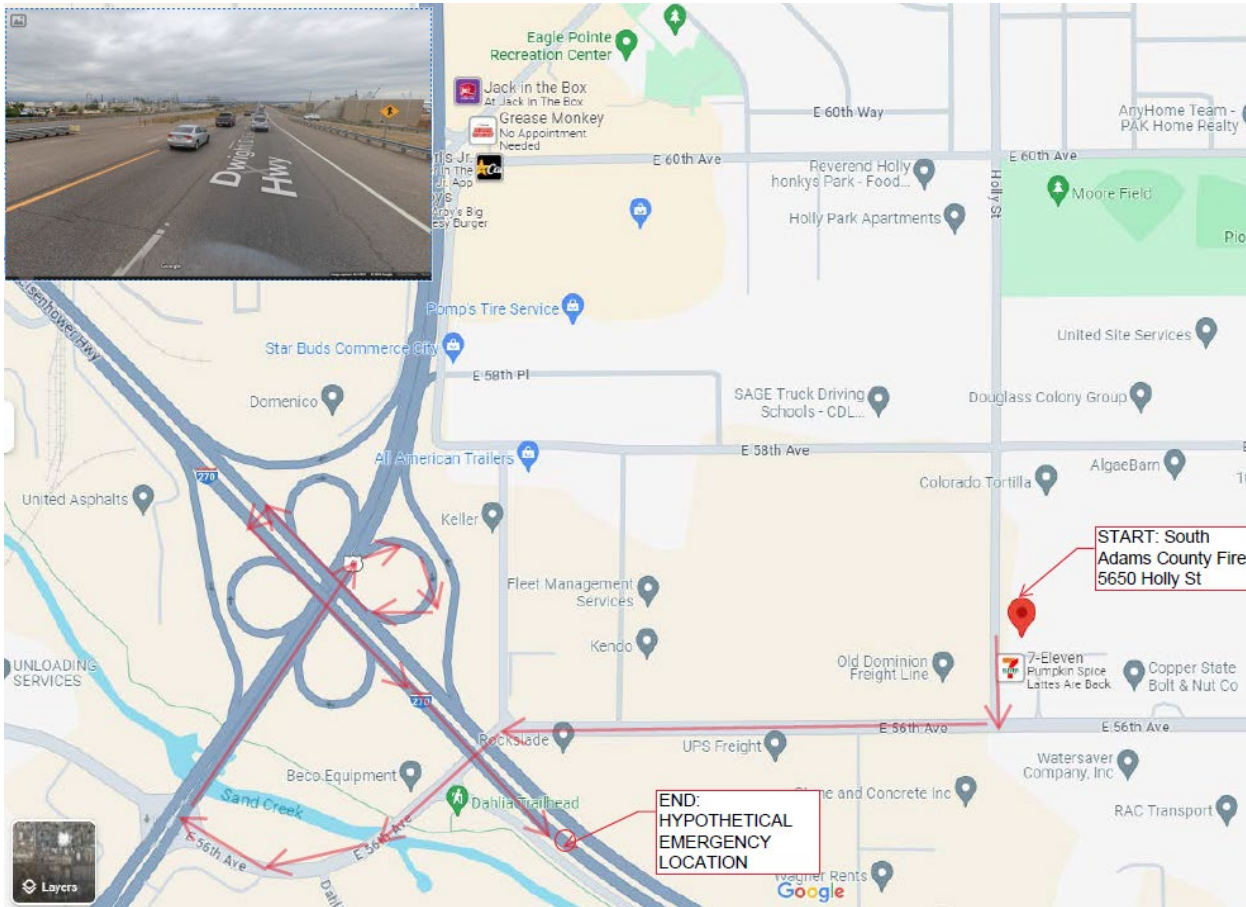 Eagle Pointe
Recreation Center
Jack in the Box
At Jack In The Box
Grease Monkey
No Appointment
Needed
E 60th Way
AnyHome Team -
PAK Home Realty
E 60th Ave
E 60th Ave
Reverend Holly
honkys Park - Food...
Holly St
Moore Field
Holly Park Apartments
Pio
Dwight
Hwy
Google
Eisenhower Hwy
Pomp's Tire Service
United Site Services
Star Buds Commerce City
E 58th Pl
Domenico
SAGE Truck Driving
Schools - CDL...
Douglass Colony Group
E 58th Ave
All American Trailers
AlgaeBarn
270
Colorado Tortilla
United Asphalts
Keller
START: South
Adams County Fire
5650 Holly St
Fleet Management
Services
Kenco
UNLOADING
SERVICES
Old Dominion
Freight Line
7-Eleven
Pumpkin Spice
Lattes Are Back
Copper State
Bolt & Nut Co
270
E 56th Ave
E 56th Ave
Rockslade
UPS Freight
Watersaver
Company, Inc
Beco Equipment
Sand Creek
Dahlia Trailhead
END:
HYPOTHETICAL
EMERGENCY
LOCATION
and Concrete Inc
RAC Transport
E 56th Ave
E 56th Ave
Wagner Rents
Google
Layers